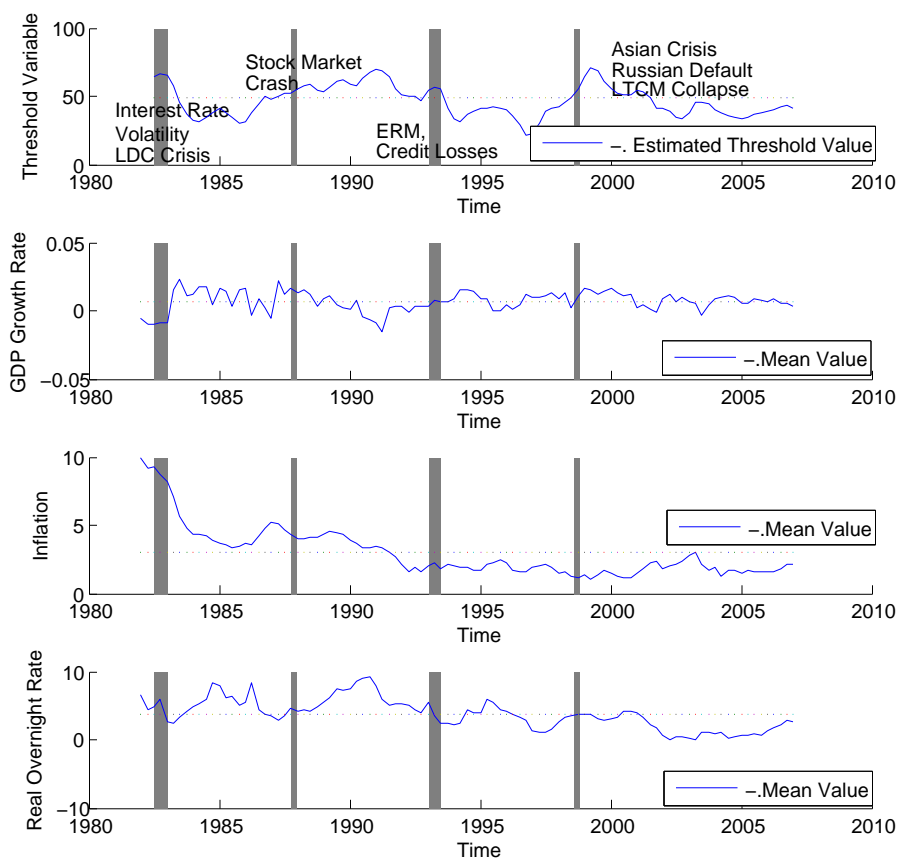 Threshold Variable
100
50
0
Stock Market
Crash
Asian Crisis
Russian Default
LTCM Collapse
Interest Rate
Volatility
LDC Crisis
ERM,
Credit Losses
−. Estimated Threshold Value
1980 1985 1990 1995 2000 2005 2010
Time
GDP Growth Rate
0.05
0
−0.05
−.Mean Value
1980 1985 1990 1995 2000 2005 2010
Time
Inflation
10
5
0
−.Mean Value
1980 1985 1990 1995 2000 2005 2010
Time
Real Overnight Rate
10
0
−10
−.Mean Value
1980 1985 1990 1995 2000 2005 2010
Time